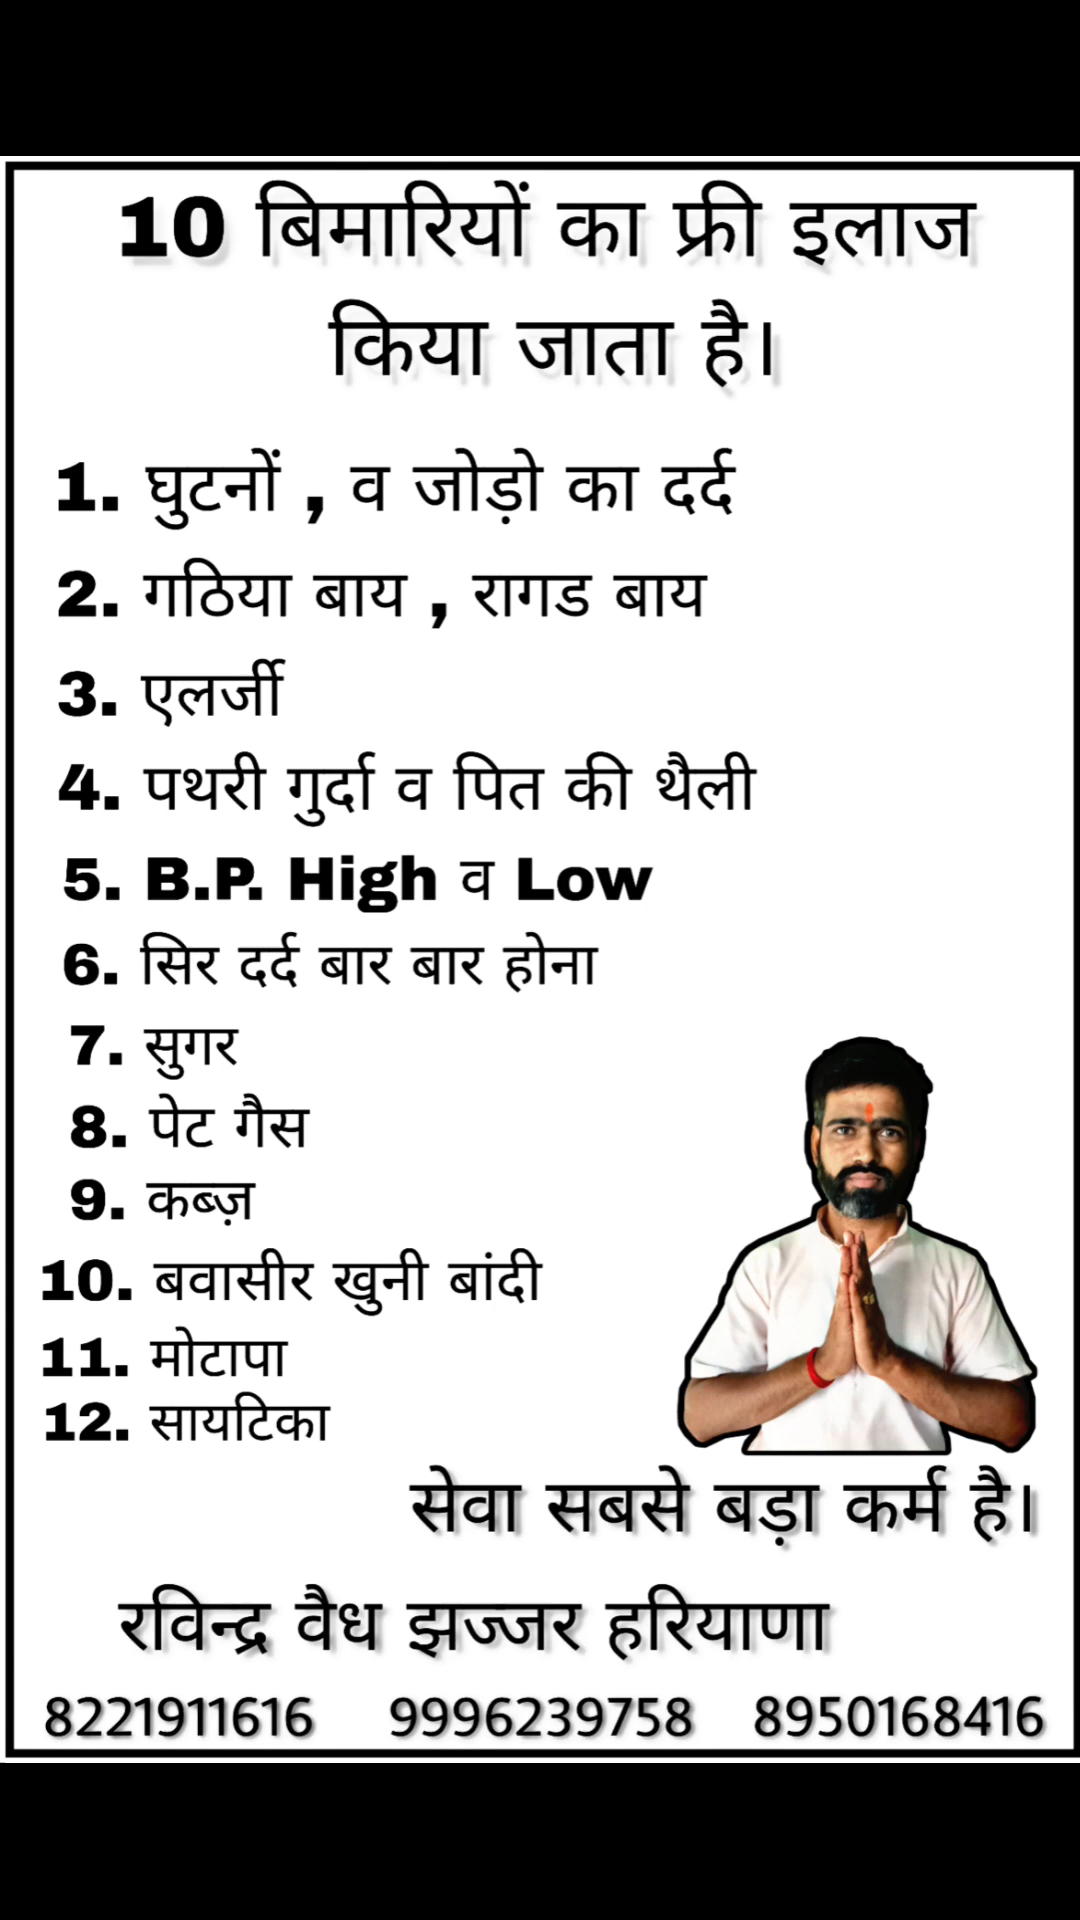 10 बिमारियों का फ्री इलाज
किया जाता है।
1. घुटनों , व जोड़ो का दर्द
2. गठिया बाय , रागड बाय
3. एलर्जी
4. पथरी गुर्दा व पित की थैली
5. B.P. High व Low
6. सिर दर्द बार बार होना
7. सुगर
8. पेट गैस
9. कब्ज़
10. बवासीर खुनी बांदी
11. मोटापा
12. सायटिका
सेवा सबसे बड़ा कर्म है।
रविन्द्र वैध झज्जर हरियाणा
8221911616 9996239758 8950168416